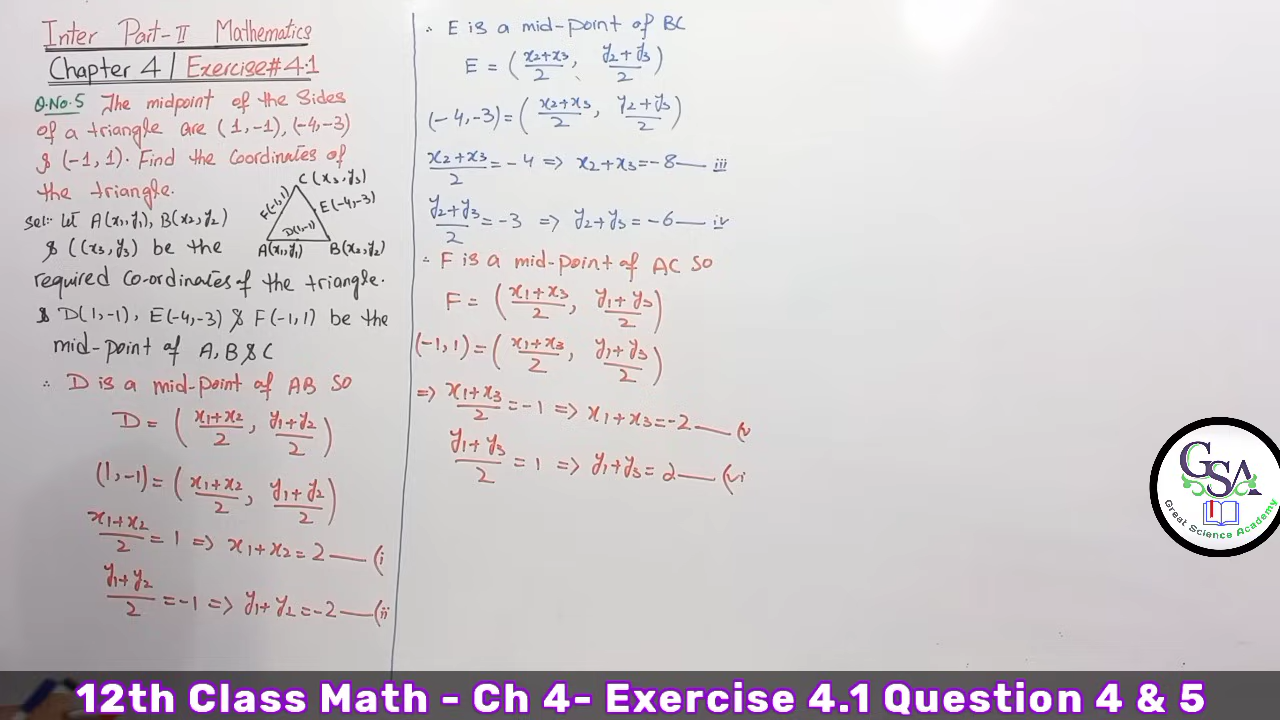 Inter Part-II Mathematics
Chapter 4 | Exercise#4.1
Q.No.5 The midpoint of the Sides
of a triangle are (1,-1), (-4,-3)
& (-1, 1). Find the Coordinates of
the triangle.
Sol:- Let A(x₁,y₁), B(x₂,y₂)
& C(x₃,y₃) be the
required Co-ordinates of the triangle.
& D(1,-1), E(-4,-3) & F(-1,1) be the
mid-point of A, B & C
C(x₃,y₃)
F(-1,1)
E(-4,-3)
D(1,-1)
A(x₁,y₁)
B(x₂,y₂)
∴ D is a mid-point of AB So
D = ( x₁+x₂/2, y₁+y₂/2 )
(1,-1) = ( x₁+x₂/2, y₁+y₂/2 )
x₁+x₂/2 = 1 => x₁+x₂ = 2 —— (i
y₁+y₂/2 = -1 => y₁+y₂ = -2 —— (ii
∴ E is a mid-point of BC
E = ( x₂+x₃/2, y₂+y₃/2 )
(-4,-3) = ( x₂+x₃/2, y₂+y₃/2 )
x₂+x₃/2 = -4 => x₂+x₃ = -8 —— iii
y₂+y₃/2 = -3 => y₂+y₃ = -6 —— iv
∴ F is a mid-point of AC So
F = ( x₁+x₃/2, y₁+y₃/2 )
(-1,1) = ( x₁+x₃/2, y₁+y₃/2 )
=> x₁+x₃/2 = -1 => x₁+x₃ = -2 —— (v
y₁+y₃/2 = 1 => y₁+y₃ = 2 —— (vi
GSA
Great Science Academy
12th Class Math - Ch 4- Exercise 4.1 Question 4 & 5